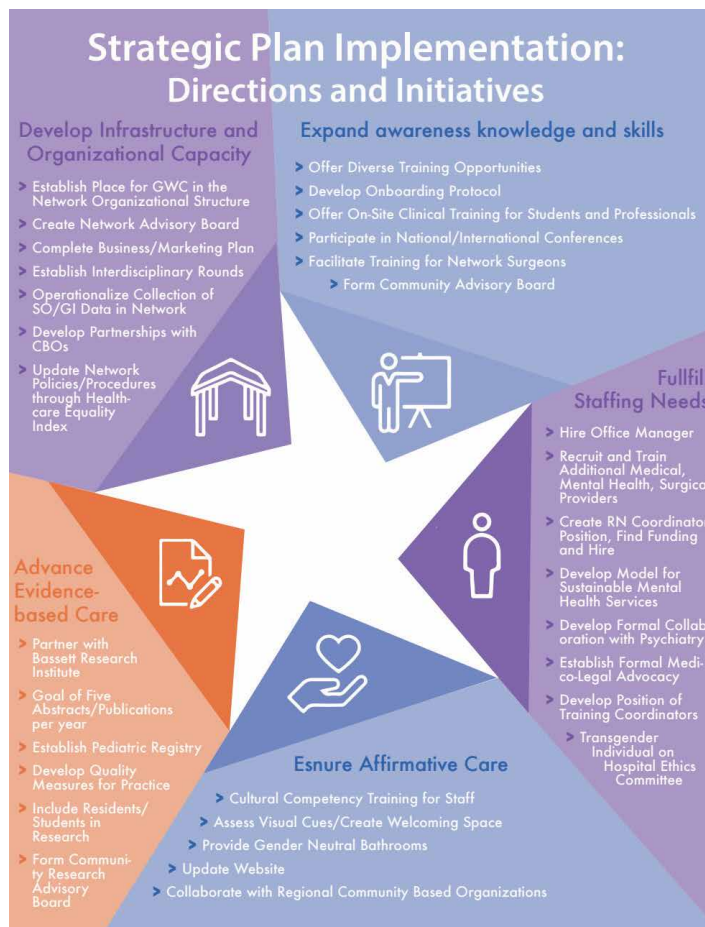 Strategic Plan Implementation:
Directions and Initiatives
Develop Infrastructure and
Organizational Capacity
> Establish Place for GWC in the
Network Organizational Structure
> Create Network Advisory Board
> Complete Business/Marketing Plan
> Establish Interdisciplinary Rounds
> Operationalize Collection of
SO/GI Data in Network
> Develop Partnerships with
CBOs
> Update Network
Policies/Procedures
through Health-
care Equality
Index
Expand awareness knowledge and skills
> Offer Diverse Training Opportunities
> Develop Onboarding Protocol
> Offer On-Site Clinical Training for Students and Professionals
> Participate in National/International Conferences
> Facilitate Training for Network Surgeons
> Form Community Advisory Board
Fullfil
Staffing Needs
> Hire Office Manager
> Recruit and Train
Additional Medical,
Mental Health, Surgica
Providers
> Create RN Coordinator
Position, Find Funding
and Hire
> Develop Model for
Sustainable Mental
Health Services
> Develop Formal Collab
oration with Psychiatry
> Establish Formal Medi-
co-Legal Advocacy
> Develop Position of
Training Coordinators
> Transgender
Individual on
Hospital Ethics
Committee
Advance
Evidence-
based Care
> Partner with
Bassett Research
Institute
> Goal of Five
Abstracts/Publications
per year
> Establish Pediatric Registry
> Develop Quality
Measures for Practice
> Include Residents/
Students in
Research
> Form Communi-
ty Research
Advisory
Board
Esnure Affirmative Care
> Cultural Competency Training for Staff
> Assess Visual Cues/Create Welcoming Space
> Provide Gender Neutral Bathrooms
> Update Website
> Collaborate with Regional Community Based Organizations